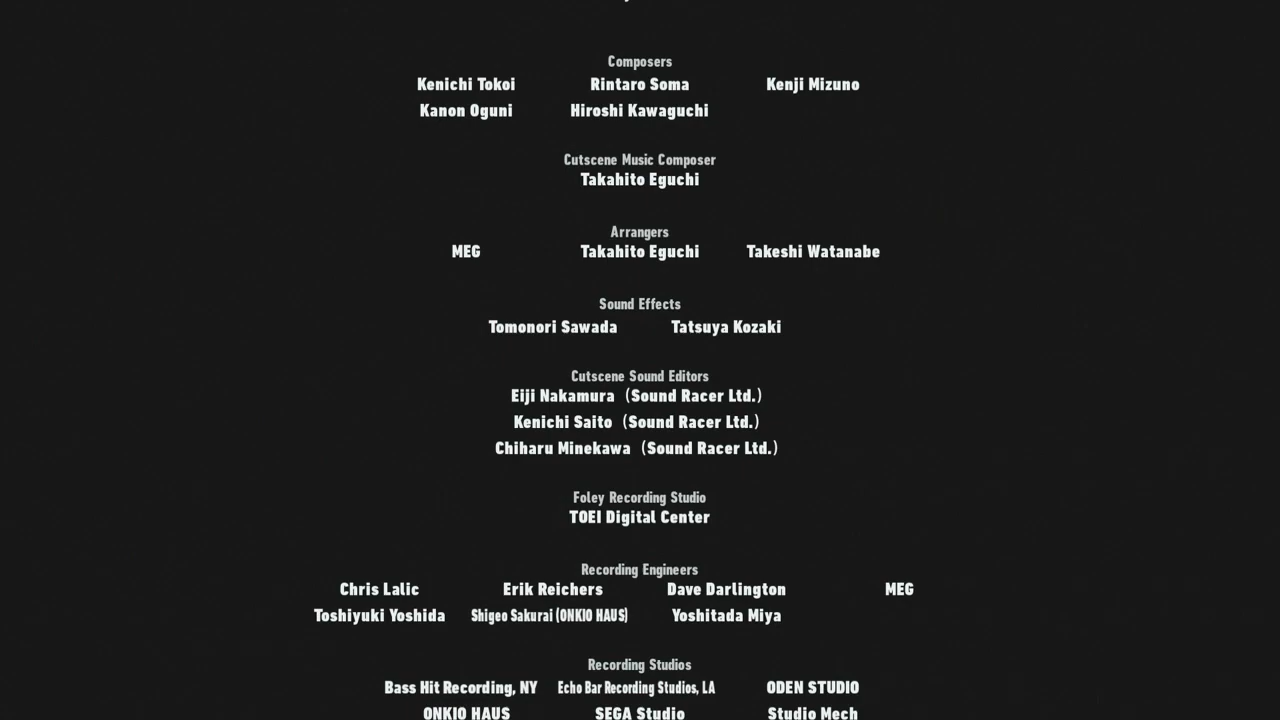 Composers
Kenichi Tokoi Rintaro Soma Kenji Mizuno
Kanon Oguni Hiroshi Kawaguchi
Cutscene Music Composer
Takahito Eguchi
Arrangers
MEG Takahito Eguchi Takeshi Watanabe
Sound Effects
Tomonori Sawada Tatsuya Kozaki
Cutscene Sound Editors
Eiji Nakamura (Sound Racer Ltd.)
Kenichi Saito (Sound Racer Ltd.)
Chiharu Minekawa (Sound Racer Ltd.)
Foley Recording Studio
TOEI Digital Center
Recording Engineers
Chris Lalic Erik Reichers Dave Darlington MEG
Toshiyuki Yoshida Shigeo Sakurai (ONKIO HAUS) Yoshitada Miya
Recording Studios
Bass Hit Recording, NY Echo Bar Recording Studios, LA ODEN STUDIO
ONKIO HAUS SEGA Studio Studio Mech